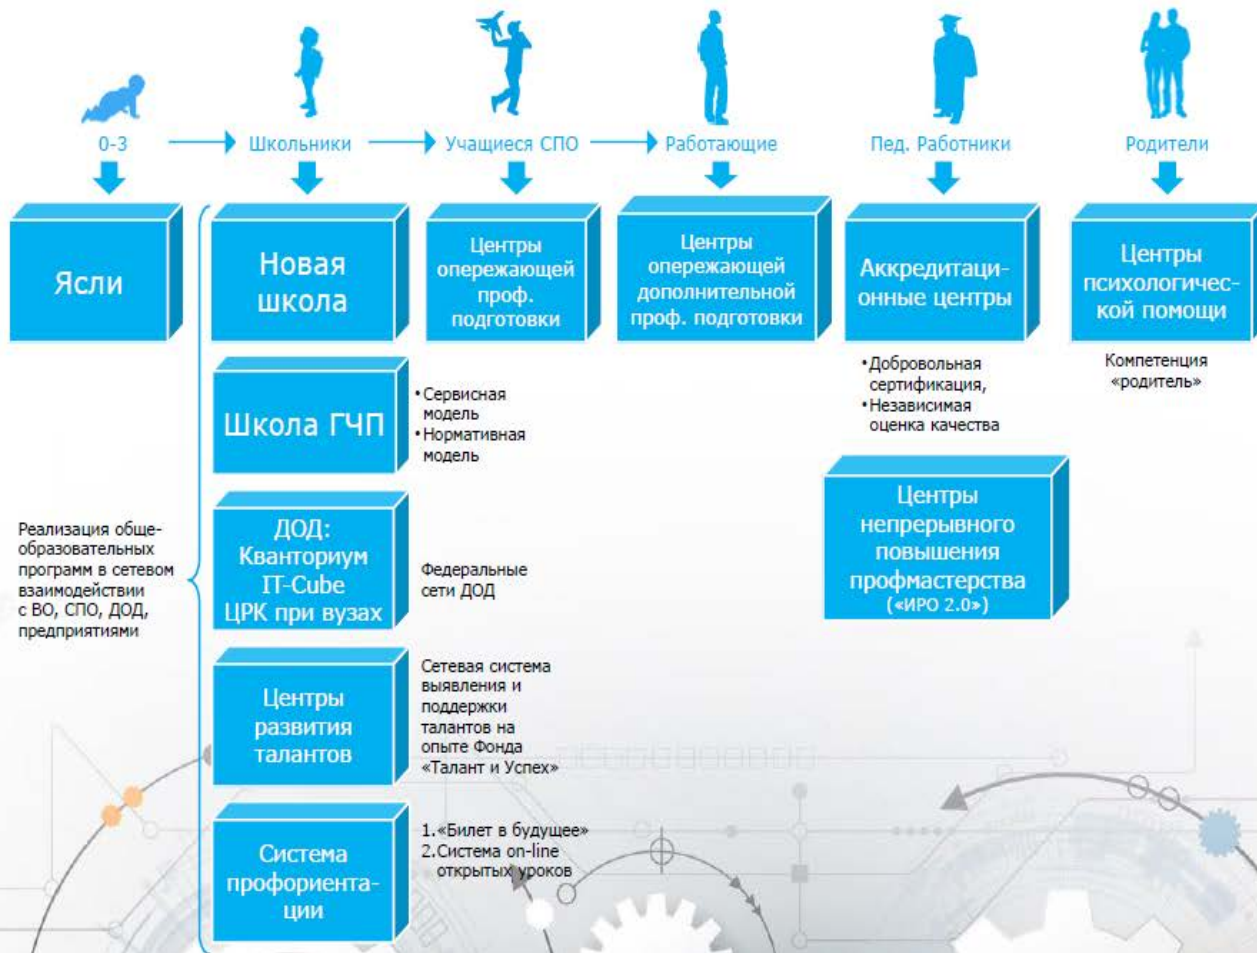 0-3
Школьники
Учащиеся СПО
Работающие
Пед. Работники
Родители
Ясли
Новая
школа
Центры
опережающей
проф.
подготовки
Центры
опережающей
дополнительной
проф. подготовки
Аккредитаци-
онные центры
Центры
психологичес-
кой помощи
Школа ГЧП
•Сервисная
модель
•Нормативная
модель
•Добровольная
сертификация,
•Независимая
оценка качества
Компетенция
«родитель»
Реализация обще-
образовательных
программ в сетевом
взаимодействии
с ВО, СПО, ДОД,
предприятиями
ДОД:
Кванториум
IT-Cube
ЦРК при вузах
Федеральные
сети ДОД
Центры
непрерывного
повышения
профмастерства
(«ИРО 2.0»)
Центры
развития
талантов
Сетевая система
выявления и
поддержки
талантов на
опыте Фонда
«Талант и Успех»
Система
профориента-
ции
1.«Билет в будущее»
2.Система on-line
открытых уроков